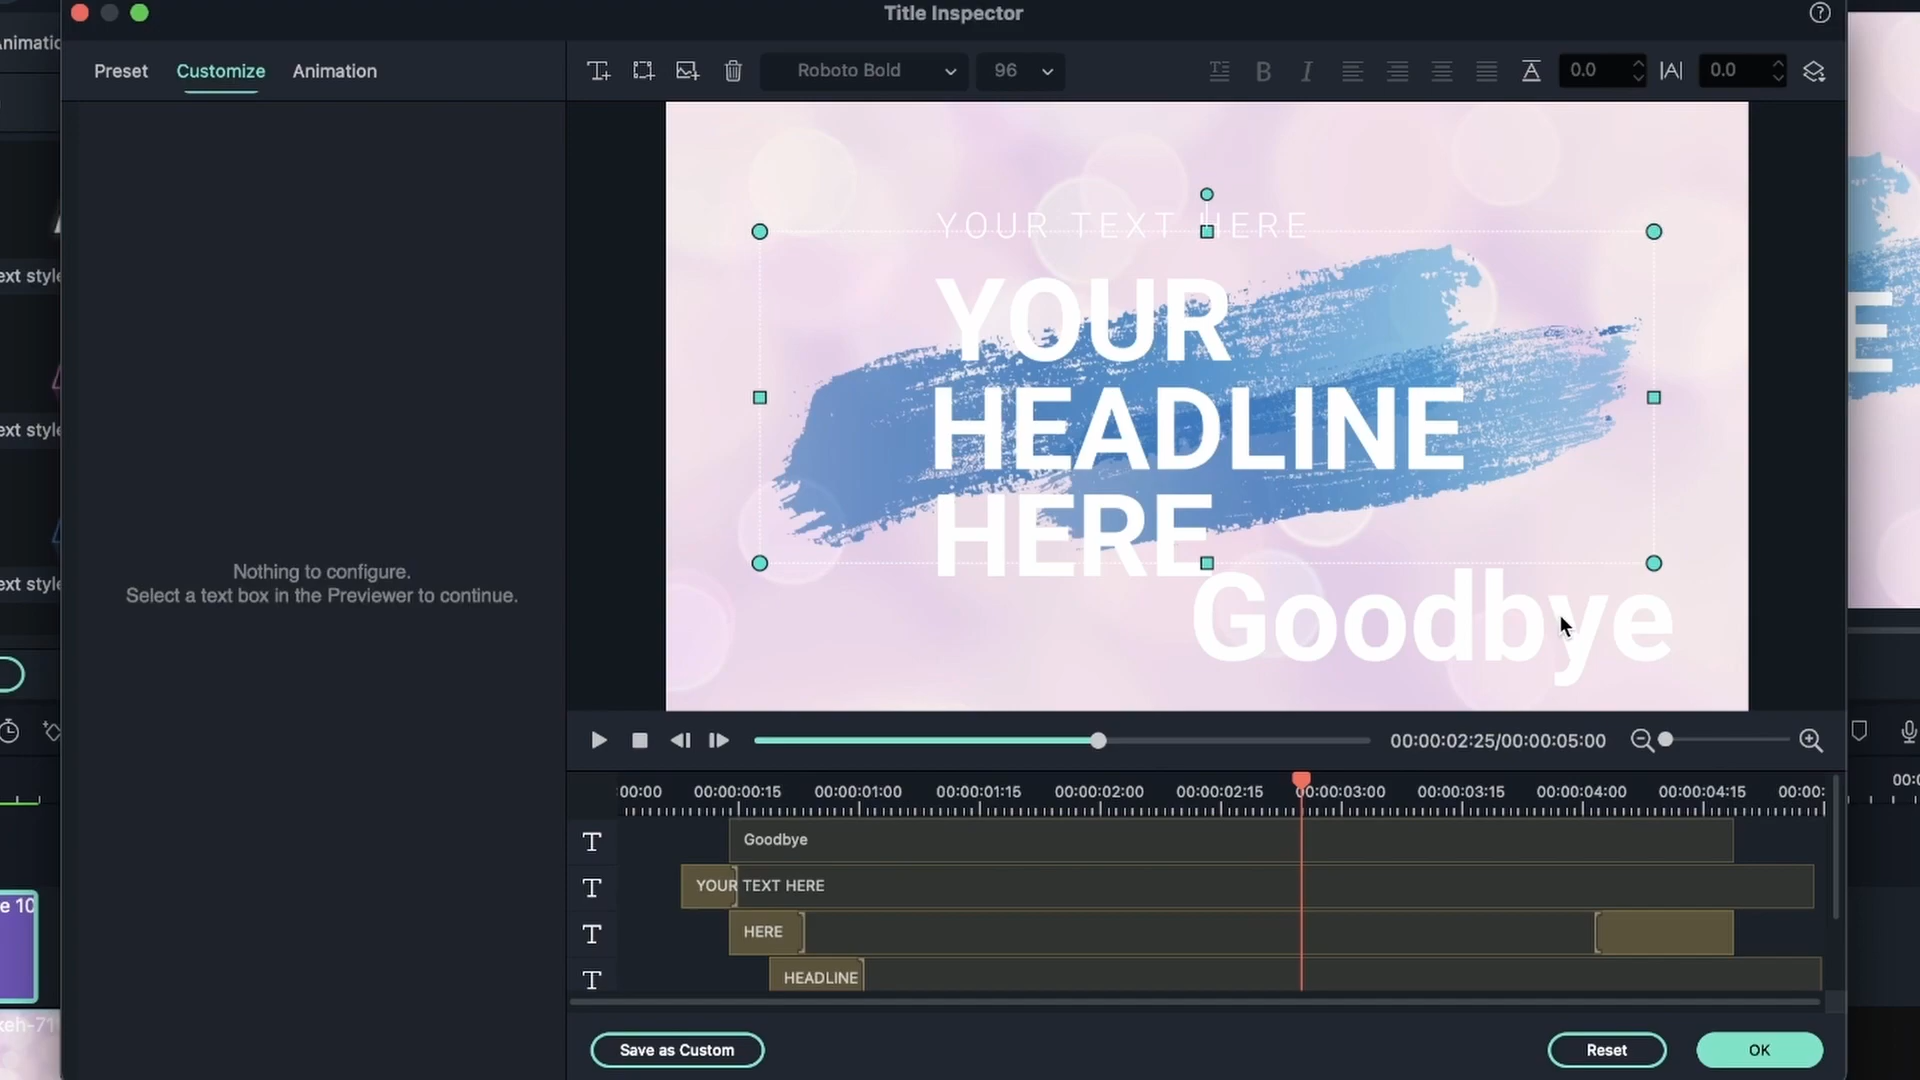 Title Inspector
Animatio
Preset Customize Animation
Roboto Bold 96 0.0 0.0
YOUR TEXT HERE
YOUR
HEADLINE
HERE
Goodbye
ext style
ext style
ext style
E
Nothing to configure.
Select a text box in the Previewer to continue.
00:00:02:25/00:00:05:00
:00:00 00:00:00:15 00:00:01:00 00:00:01:15 00:00:02:00 00:00:02:15 00:00:03:00 00:00:03:15 00:00:04:00 00:00:04:15 00:00:
00:0
Goodbye
YOUR TEXT HERE
HERE
HEADLINE
e 10
keh-71
Save as Custom Reset OK